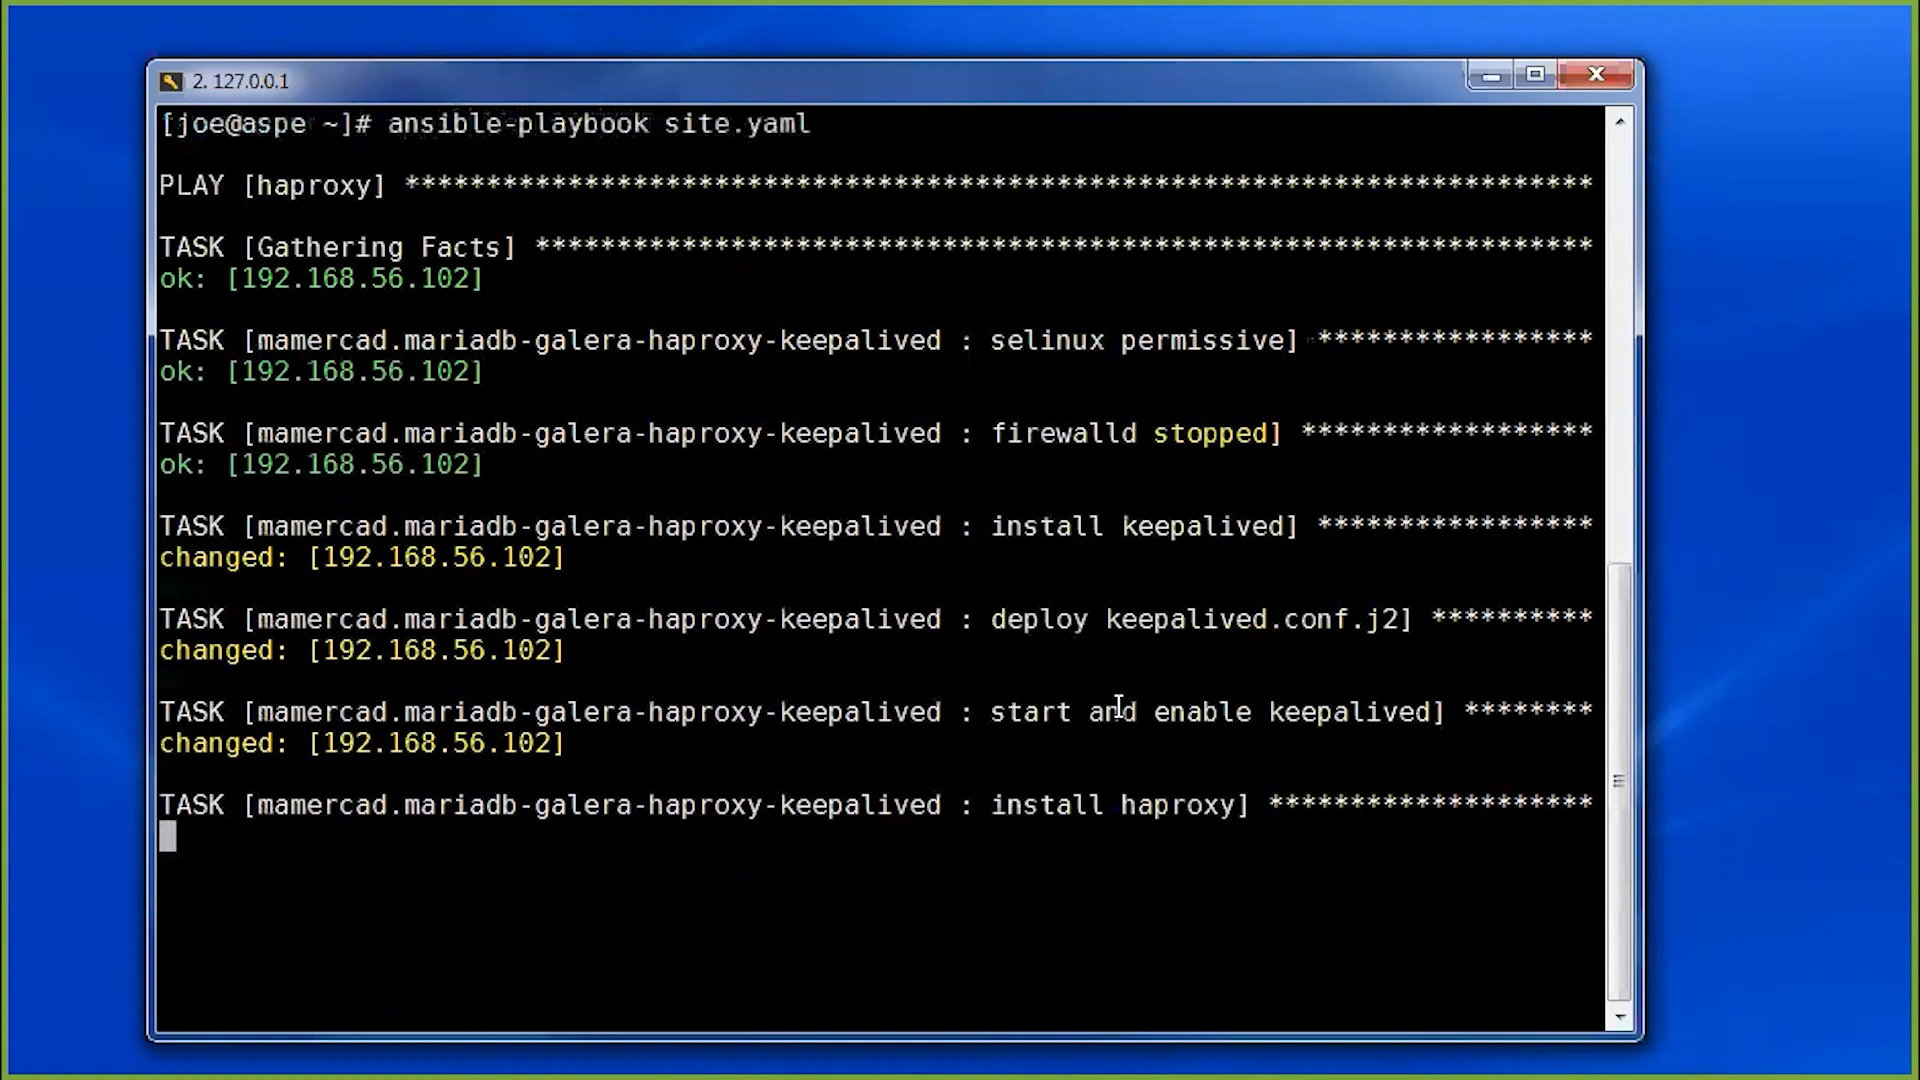 2. 127.0.0.1
[joe@aspe ~]# ansible-playbook site.yaml
PLAY [haproxy] *************************************************************************
TASK [Gathering Facts] *****************************************************************
ok: [192.168.56.102]
TASK [mamercad.mariadb-galera-haproxy-keepalived : selinux permissive] *****************
ok: [192.168.56.102]
TASK [mamercad.mariadb-galera-haproxy-keepalived : firewalld stopped] ******************
ok: [192.168.56.102]
TASK [mamercad.mariadb-galera-haproxy-keepalived : install keepalived] *****************
changed: [192.168.56.102]
TASK [mamercad.mariadb-galera-haproxy-keepalived : deploy keepalived.conf.j2] **********
changed: [192.168.56.102]
TASK [mamercad.mariadb-galera-haproxy-keepalived : start and enable keepalived] ********
changed: [192.168.56.102]
TASK [mamercad.mariadb-galera-haproxy-keepalived : install haproxy] ********************